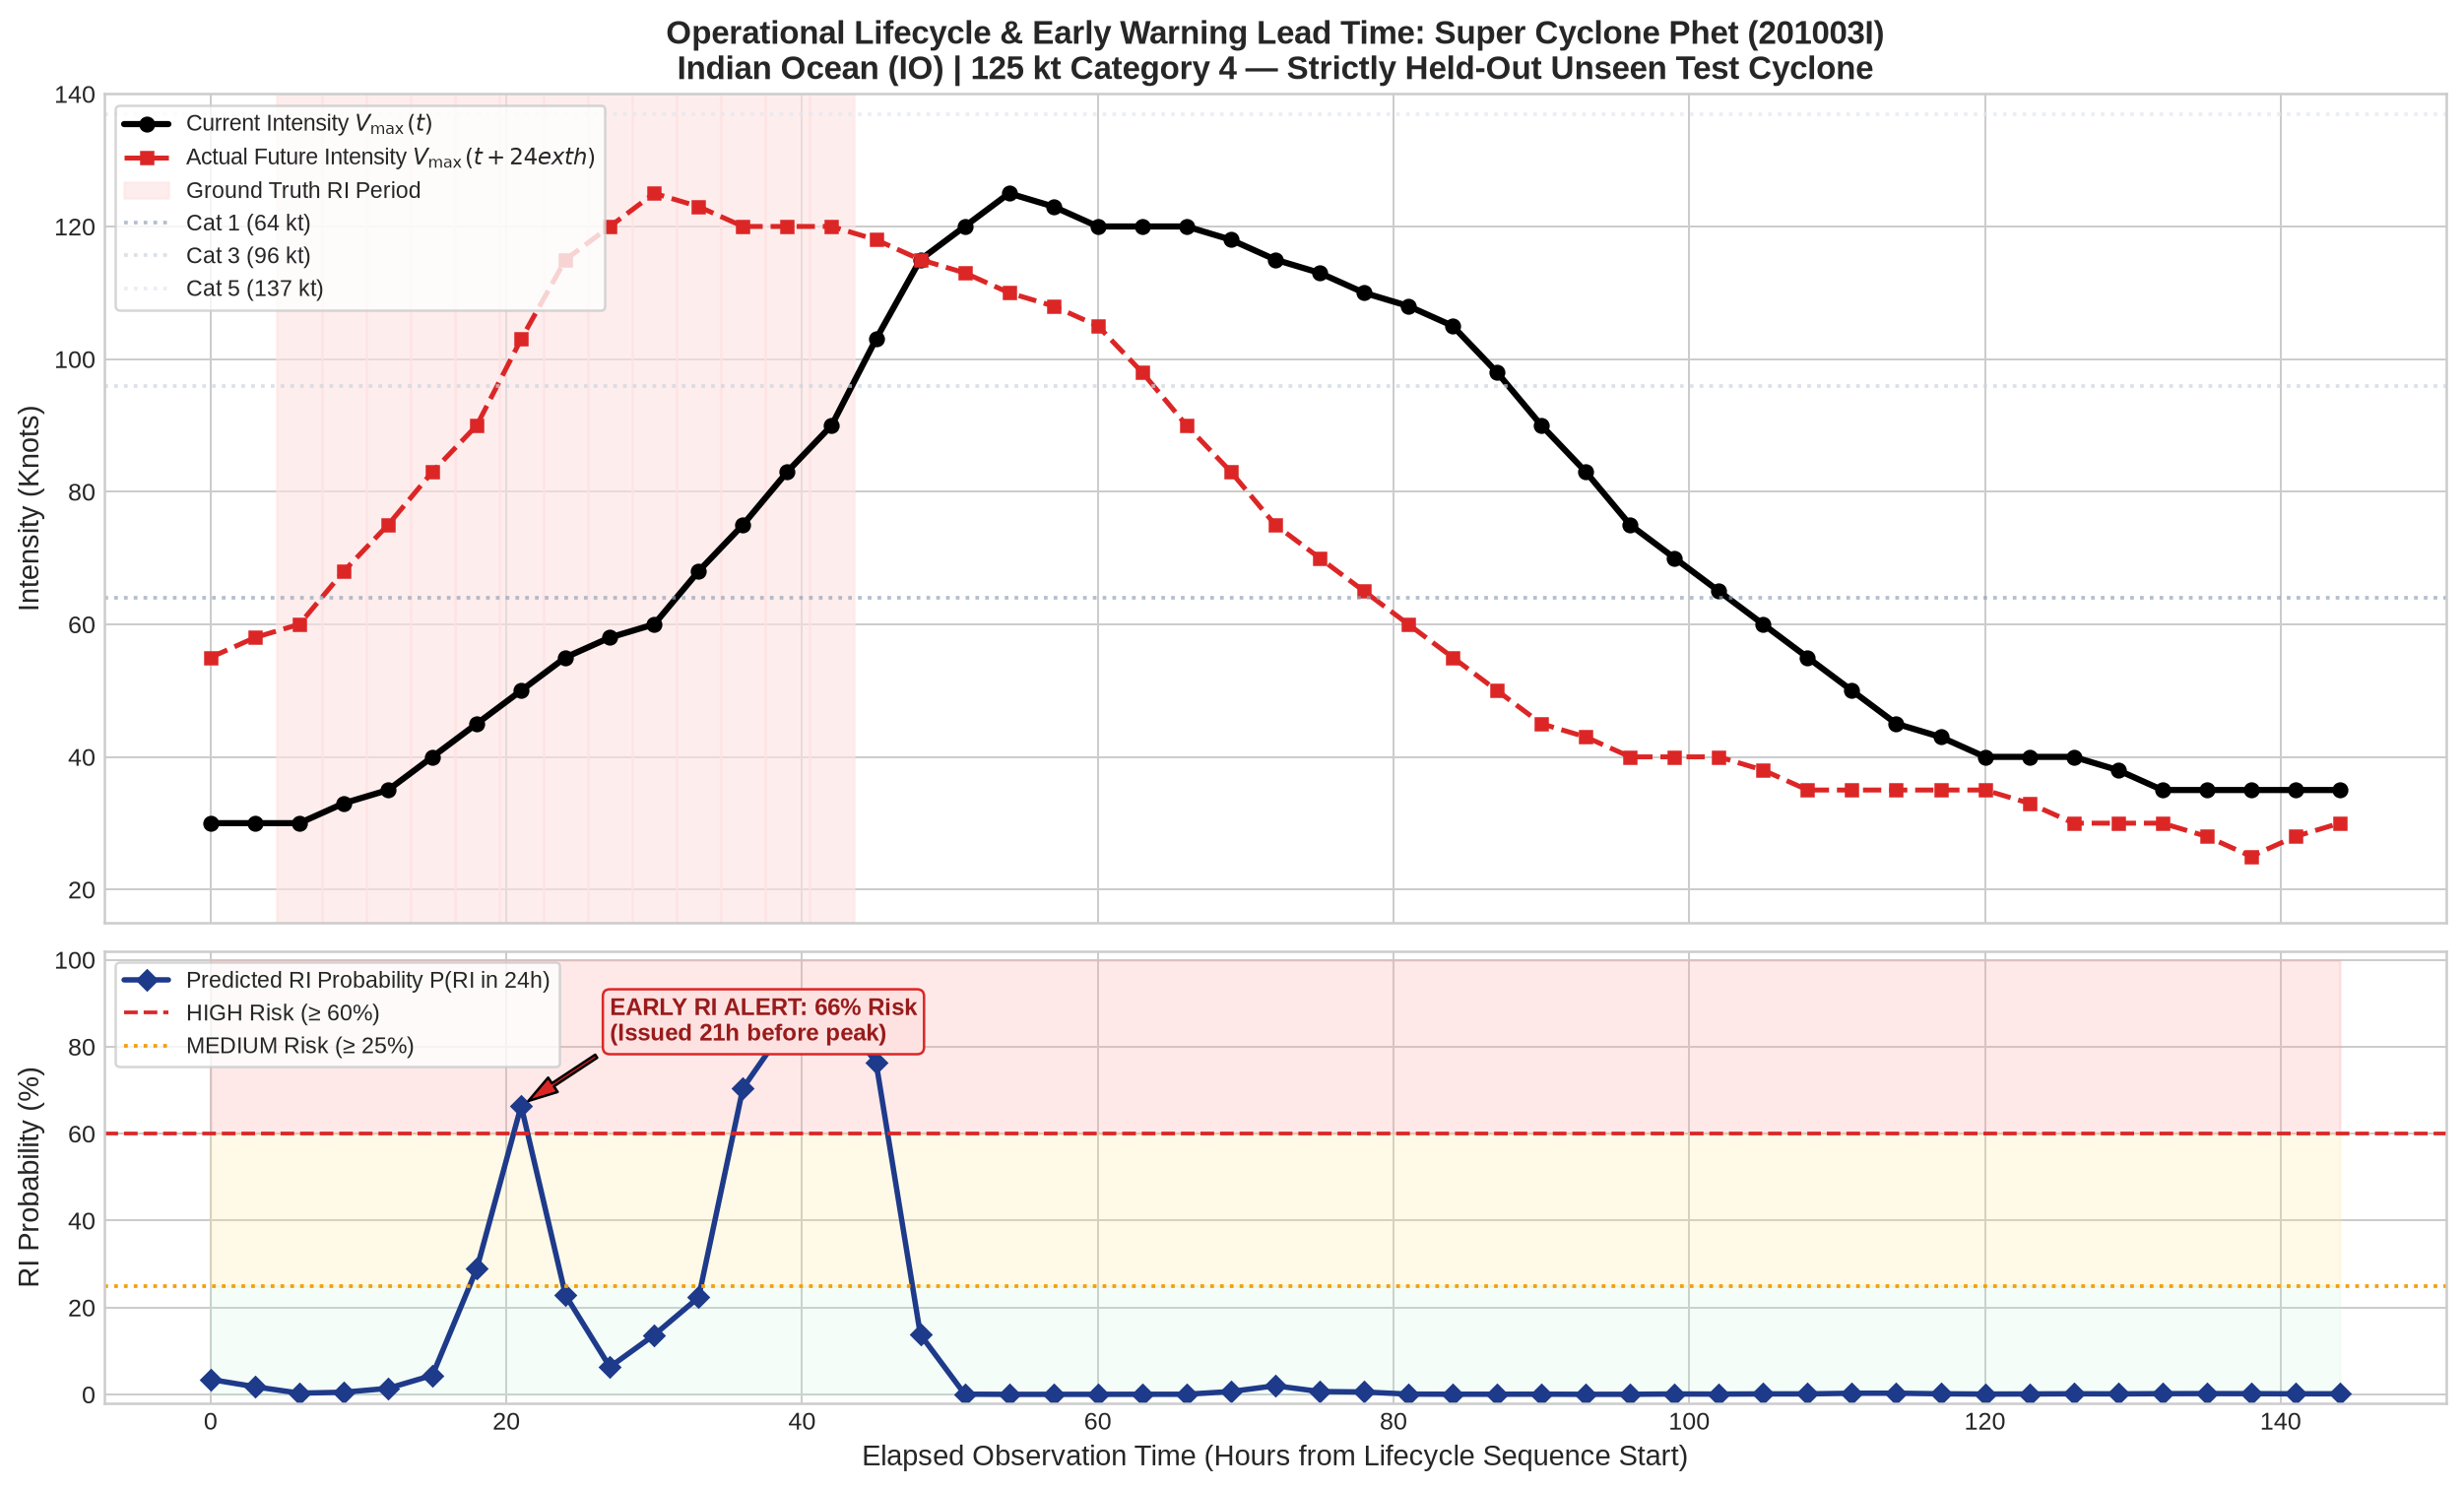 Operational Lifecycle & Early Warning Lead Time: Super Cyclone Phet (201003I)
Indian Ocean (IO) | 125 kt Category 4 — Strictly Held-Out Unseen Test Cyclone
Intensity (Knots)
140
120
100
80
60
40
20
Current Intensity Vmax(t)
Actual Future Intensity Vmax(t + 24exth)
Ground Truth RI Period
Cat 1 (64 kt)
Cat 3 (96 kt)
Cat 5 (137 kt)
RI Probability (%)
100
80
60
40
20
0
Predicted RI Probability P(RI in 24h)
HIGH Risk (≥ 60%)
MEDIUM Risk (≥ 25%)
EARLY RI ALERT: 66% Risk
(Issued 21h before peak)
0 20 40 60 80 100 120 140
Elapsed Observation Time (Hours from Lifecycle Sequence Start)